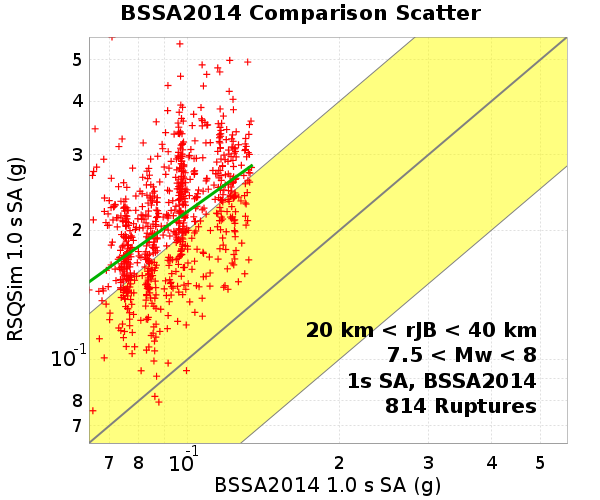 BSSA2014 Comparison Scatter
RSQSim 1.0 s SA (g)
5
4
3
2
10^-1
8
7
20 km < rJB < 40 km
7.5 < Mw < 8
1s SA, BSSA2014
814 Ruptures
7 8 10^-1 2 3 4 5
BSSA2014 1.0 s SA (g)